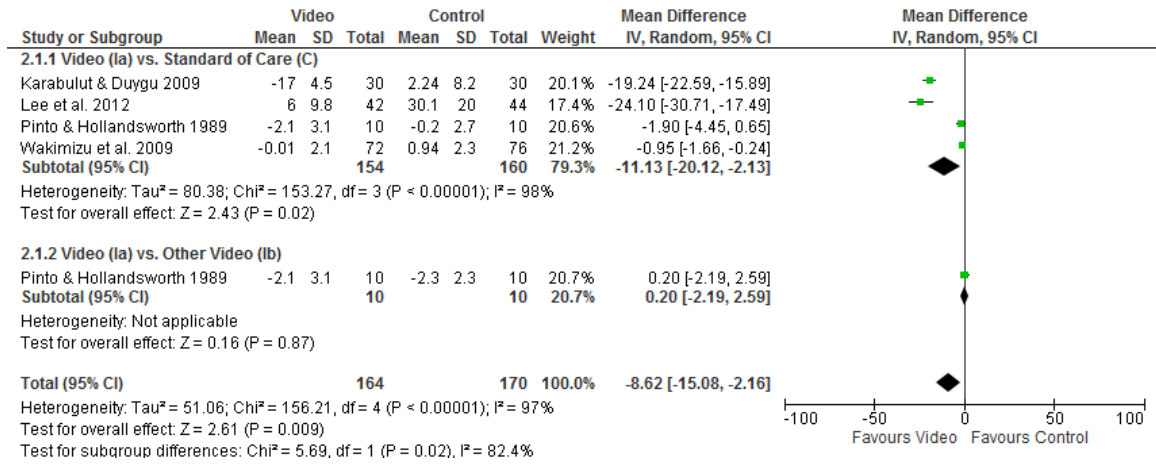 Video Control Mean Difference Mean Difference
Study or Subgroup Mean SD Total Mean SD Total Weight IV, Random, 95% CI IV, Random, 95% CI
2.1.1 Video (Ia) vs. Standard of Care (C)
Karabulut & Duygu 2009 -17 4.5 30 2.24 8.2 30 20.1% -19.24 [-22.59, -15.89]
Lee et al. 2012 6 9.8 42 30.1 20 44 17.4% -24.10 [-30.71, -17.49]
Pinto & Hollandsworth 1989 -2.1 3.1 10 -0.2 2.7 10 20.6% -1.90 [-4.45, 0.65]
Wakimizu et al. 2009 -0.01 2.1 72 0.94 2.3 76 21.2% -0.95 [-1.66, -0.24]
Subtotal (95% CI) 154 160 79.3% -11.13 [-20.12, -2.13]
Heterogeneity: Tau² = 80.38; Chi² = 153.27, df = 3 (P < 0.00001); I² = 98%
Test for overall effect: Z = 2.43 (P = 0.02)
2.1.2 Video (Ia) vs. Other Video (Ib)
Pinto & Hollandsworth 1989 -2.1 3.1 10 -2.3 2.3 10 20.7% 0.20 [-2.19, 2.59]
Subtotal (95% CI) 10 10 20.7% 0.20 [-2.19, 2.59]
Heterogeneity: Not applicable
Test for overall effect: Z = 0.16 (P = 0.87)
Total (95% CI) 164 170 100.0% -8.62 [-15.08, -2.16]
Heterogeneity: Tau² = 51.06; Chi² = 156.21, df = 4 (P < 0.00001); I² = 97%
Test for overall effect: Z = 2.61 (P = 0.009)
Test for subgroup differences: Chi² = 5.69, df = 1 (P = 0.02), I² = 82.4%
-100 -50 0 50 100
Favours Video Favours Control